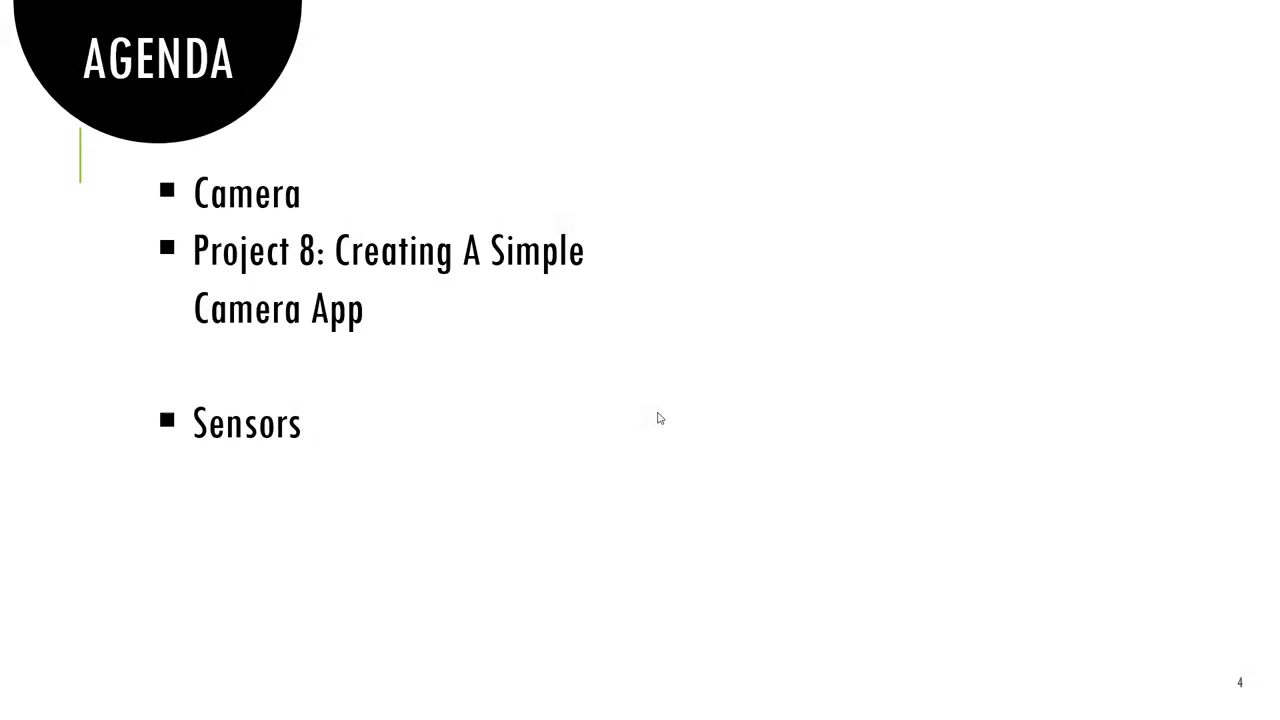 AGENDA
▪ Camera
▪ Project 8: Creating A Simple
Camera App
▪ Sensors
4